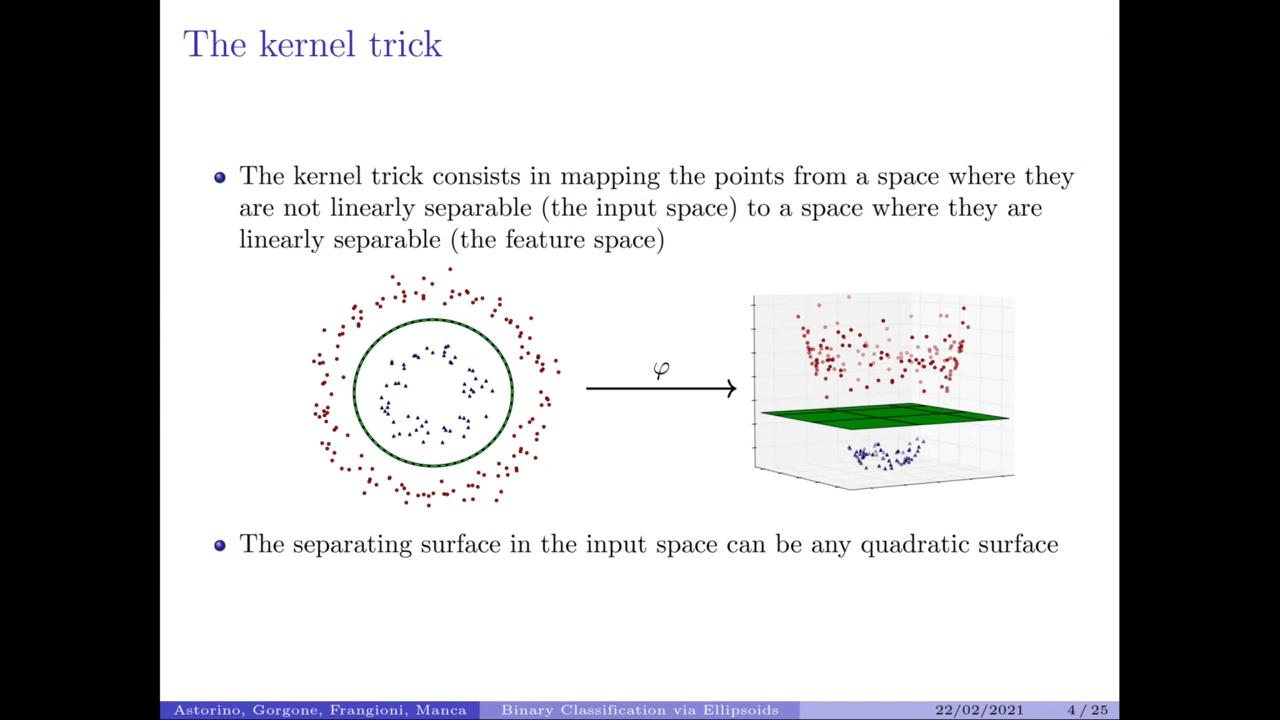 The kernel trick
The kernel trick consists in mapping the points from a space where they
are not linearly separable (the input space) to a space where they are
linearly separable (the feature space)
φ
The separating surface in the input space can be any quadratic surface
Astorino, Gorgone, Frangioni, Manca Binary Classification via Ellipsoids 22/02/2021 4 / 25